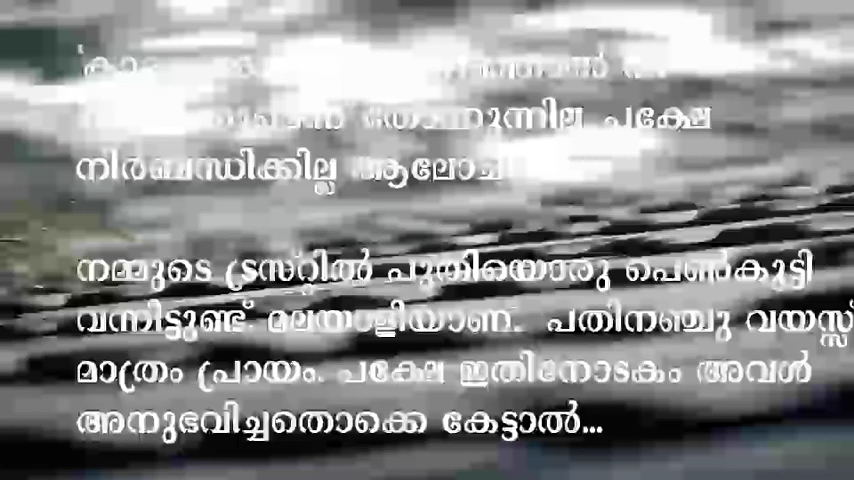 തോന്നുന്നില്ല പക്ഷേ
നിർബന്ധിക്കില്ല
നമ്മുടെ ട്രസ്റ്റിൽ പുതിയൊരു പെൺകുട്ടി
വന്നിട്ടുണ്ട്. മലയാളിയാണ്. പതിനഞ്ചു വയസ്സ്
മാത്രം പ്രായം. പക്ഷേ ഇതിനോടകം അവൾ
അനുഭവിച്ചതൊക്കെ കേട്ടാൽ...